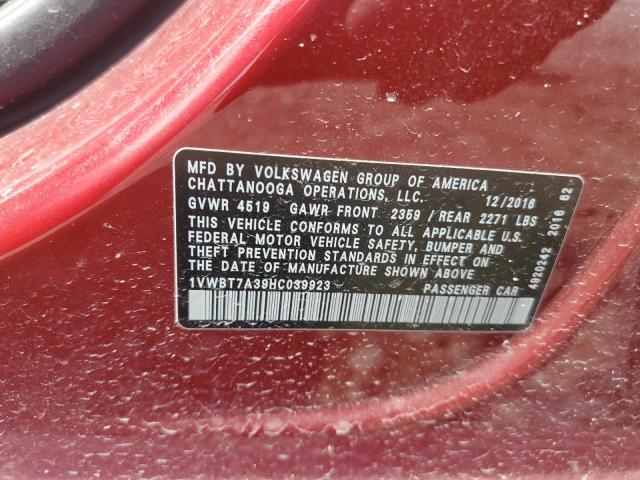 MFD BY VOLKSWAGEN GROUP OF AMERICA
CHATTANOOGA OPERATIONS, LLC. 12/2016
GVWR 4519 GAWR FRONT 2359 / REAR 2271 LBS
THIS VEHICLE CONFORMS TO ALL APPLICABLE U.S.
FEDERAL MOTOR VEHICLE SAFETY, BUMPER AND
THEFT PREVENTION STANDARDS IN EFFECT ON
THE DATE OF MANUFACTURE SHOWN ABOVE
1VWBT7A39HC039923 PASSENGER CAR
4920242 2016 82